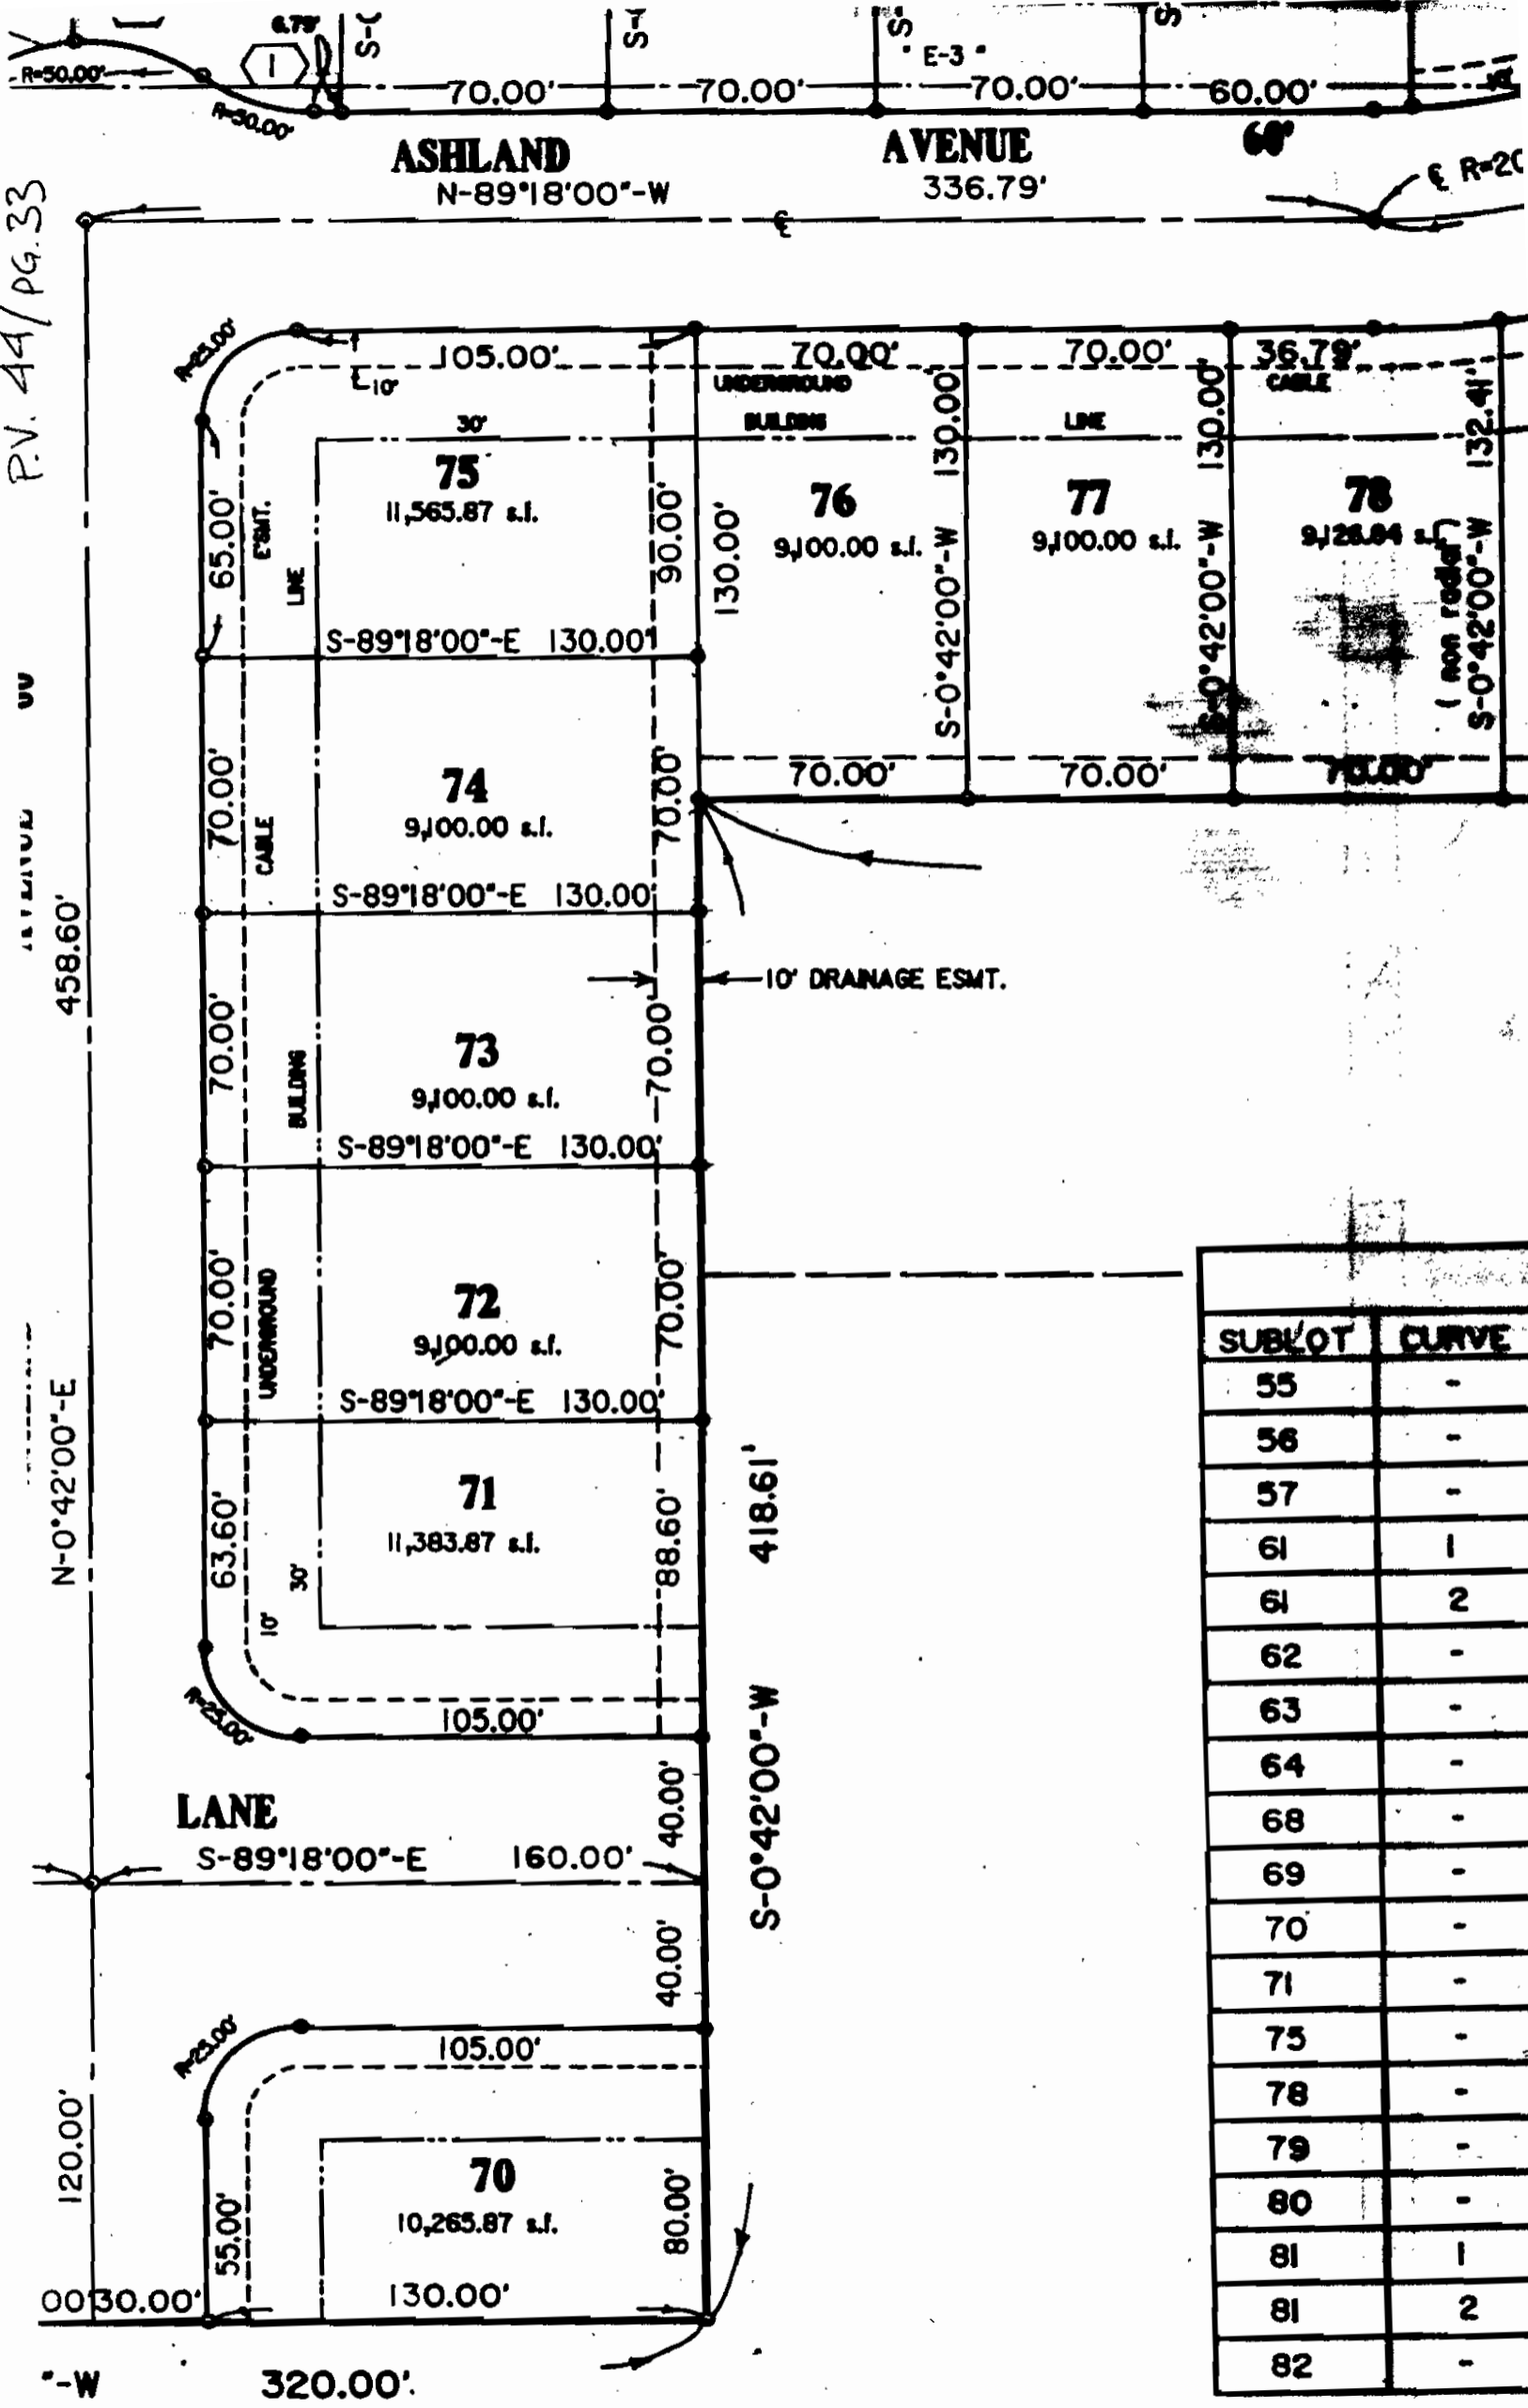 6.79'
S-(
S-(
S-
S
" E-3 "
R=50.00'
1
70.00'
70.00'
70.00'
60.00'
R=50.00'
ASHLAND AVENUE 60'
N-89°18'00"-W 336.79'
℄ R=20
℄
P.V. 44/PG.33
R=25.00'
105.00'
70.00'
70.00'
36.79'
10'
UNDERGROUND
CABLE
30'
BUILDING
LINE
75
11,565.87 s.f.
65.00'
E'SMT.
LINE
90.00'
130.00'
76
9,100.00 s.f.
130.00'
S-0°42'00"-W
77
9,100.00 s.f.
130.00'
S-0°42'00"-W
78
9,126.84 s.f.
(non radial)
132.41'
S-0°42'00"-W
S-89°18'00"-E 130.00'
74
9,100.00 s.f.
70.00'
CABLE
70.00'
70.00'
70.00'
70.00'
S-89°18'00"-E 130.00'
458.60'
10' DRAINAGE ESMT.
73
9,100.00 s.f.
70.00'
BUILDING
70.00'
S-89°18'00"-E 130.00'
72
9,100.00 s.f.
70.00'
UNDERGROUND
70.00'
S-89°18'00"-E 130.00'
N-0°42'00"-E
71
11,383.87 s.f.
63.60'
10'
30'
88.60'
418.61'
S-0°42'00"-W
R=25.00'
105.00'
LANE
40.00'
S-89°18'00"-E 160.00'
40.00'
R=25.00'
105.00'
120.00'
70
10,265.87 s.f.
55.00'
80.00'
00
30.00'
130.00'
"-W 320.00'
SUBLOT CURVE
55 -
56 -
57 -
61 1
61 2
62 -
63 -
64 -
68 -
69 -
70 -
71 -
75 -
78 -
79 -
80 -
81 1
81 2
82 -